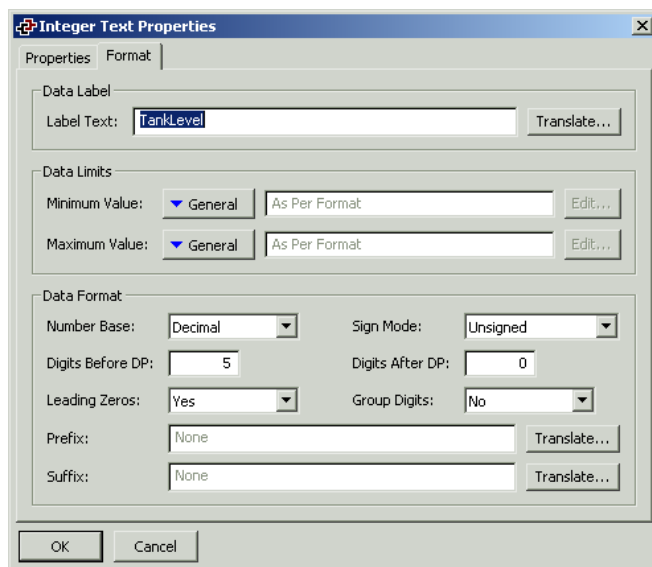 Integer Text Properties
Properties Format
Data Label
Label Text: TankLevel Translate...
Data Limits
Minimum Value: General As Per Format Edit...
Maximum Value: General As Per Format Edit...
Data Format
Number Base: Decimal Sign Mode: Unsigned
Digits Before DP: 5 Digits After DP: 0
Leading Zeros: Yes Group Digits: No
Prefix: None Translate...
Suffix: None Translate...
OK Cancel